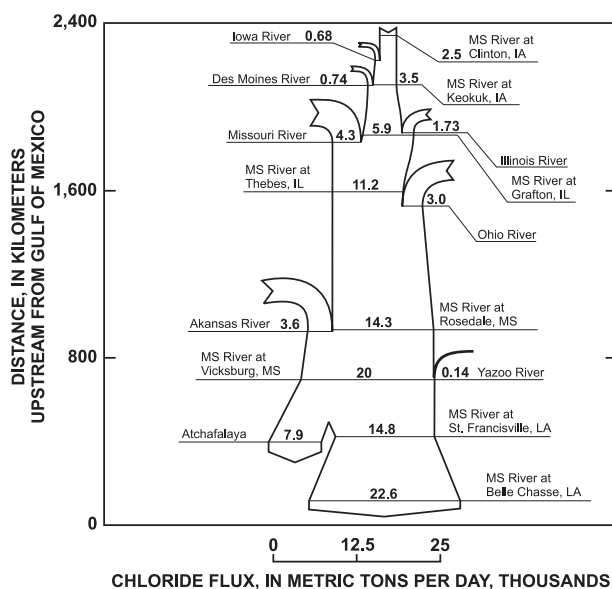 2,400
Iowa River 0.68
MS River at
Clinton, IA
2.5
Des Moines River 0.74
3.5
MS River at
Keokuk, IA
Missouri River
4.3
5.9
1.73
Illinois River
MS River at
Thebes, IL
11.2
MS River at
Grafton, IL
1,600
3.0
Ohio River
Akansas River
3.6
14.3
MS River at
Rosedale, MS
800
MS River at
Vicksburg, MS
20
0.14
Yazoo River
Atchafalaya
7.9
14.8
MS River at
St. Francisville, LA
22.6
MS River at
Belle Chasse, LA
0
DISTANCE, IN KILOMETERS
UPSTREAM FROM GULF OF MEXICO
0 12.5 25
CHLORIDE FLUX, IN METRIC TONS PER DAY, THOUSANDS